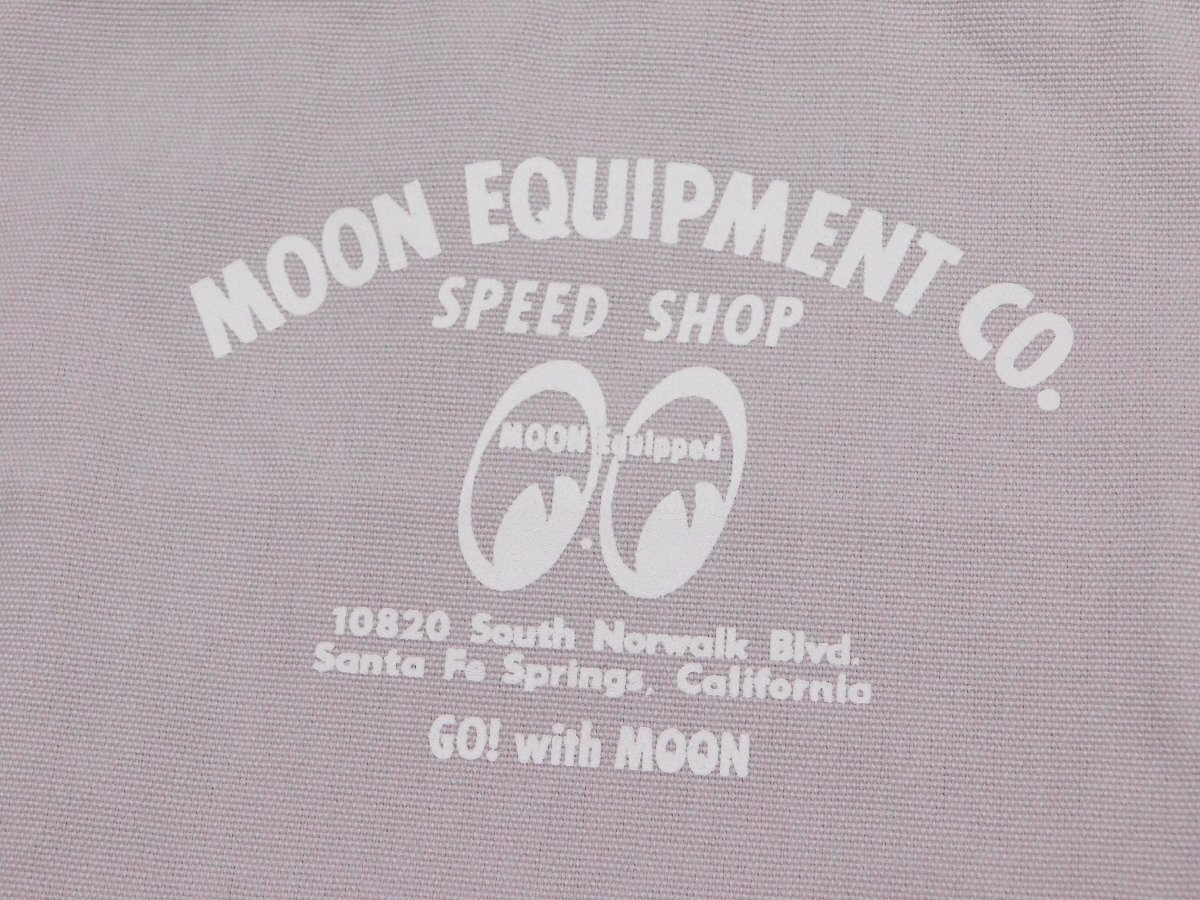 MOON EQUIPMENT CO.
SPEED SHOP
MOON Equipped
10820 South Norwalk Blvd.
Santa Fe Springs, California
GO! with MOON